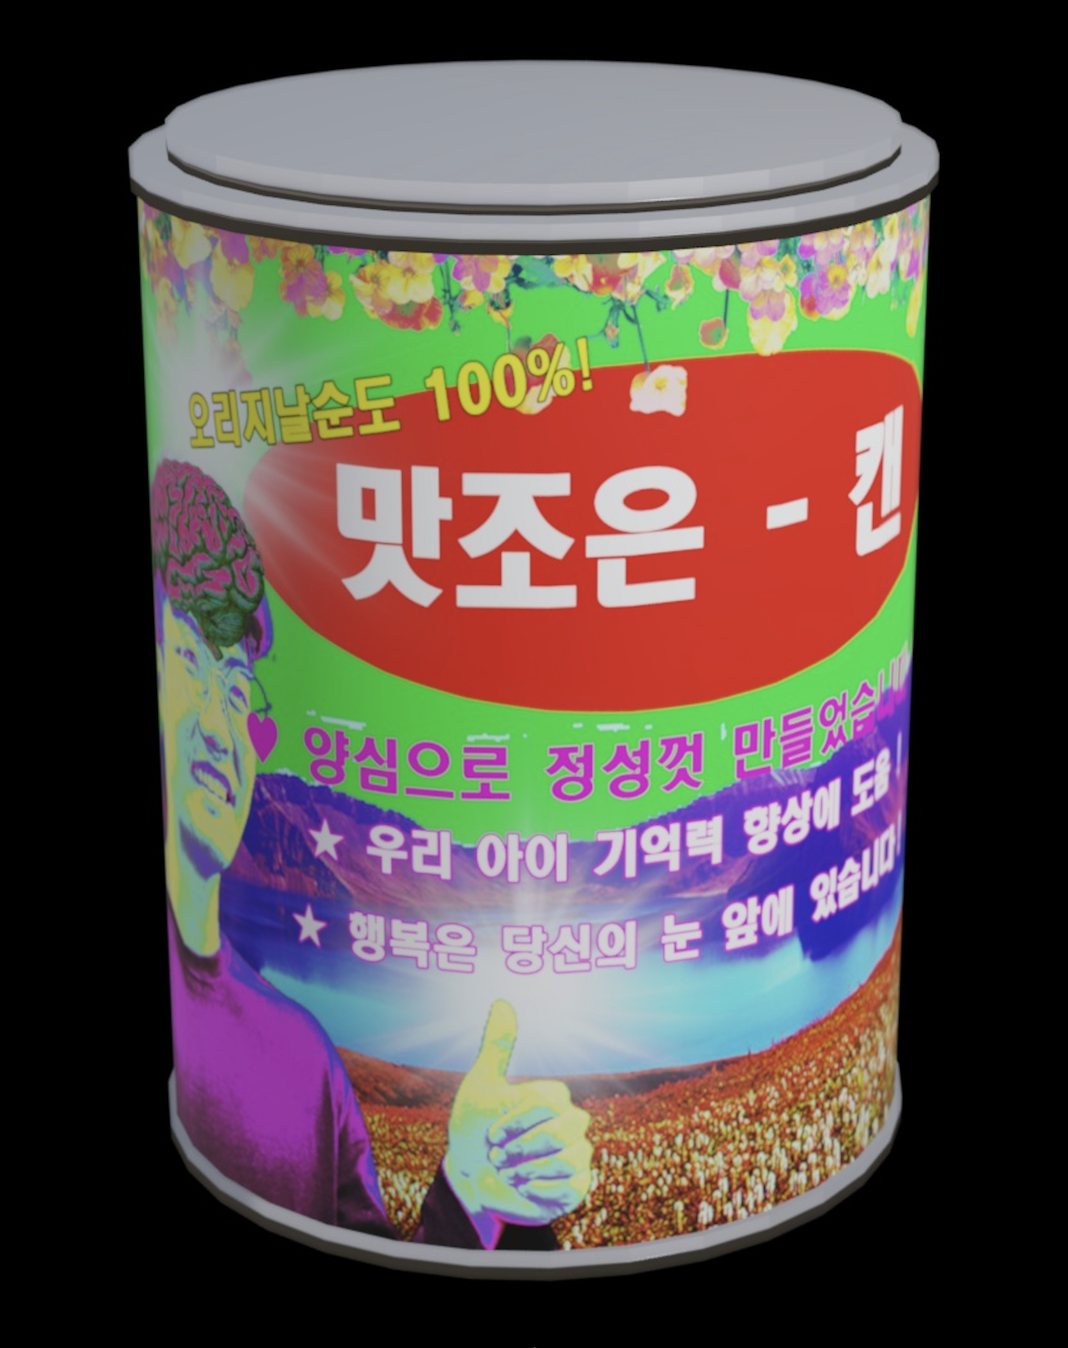 오리지날순도 100%!
맛조은 - 캔
♥ 양심으로 정성껏 만들었습니다
★ 우리 아이 기억력 향상에 도움!
★ 행복은 당신의 눈 앞에 있습니다!